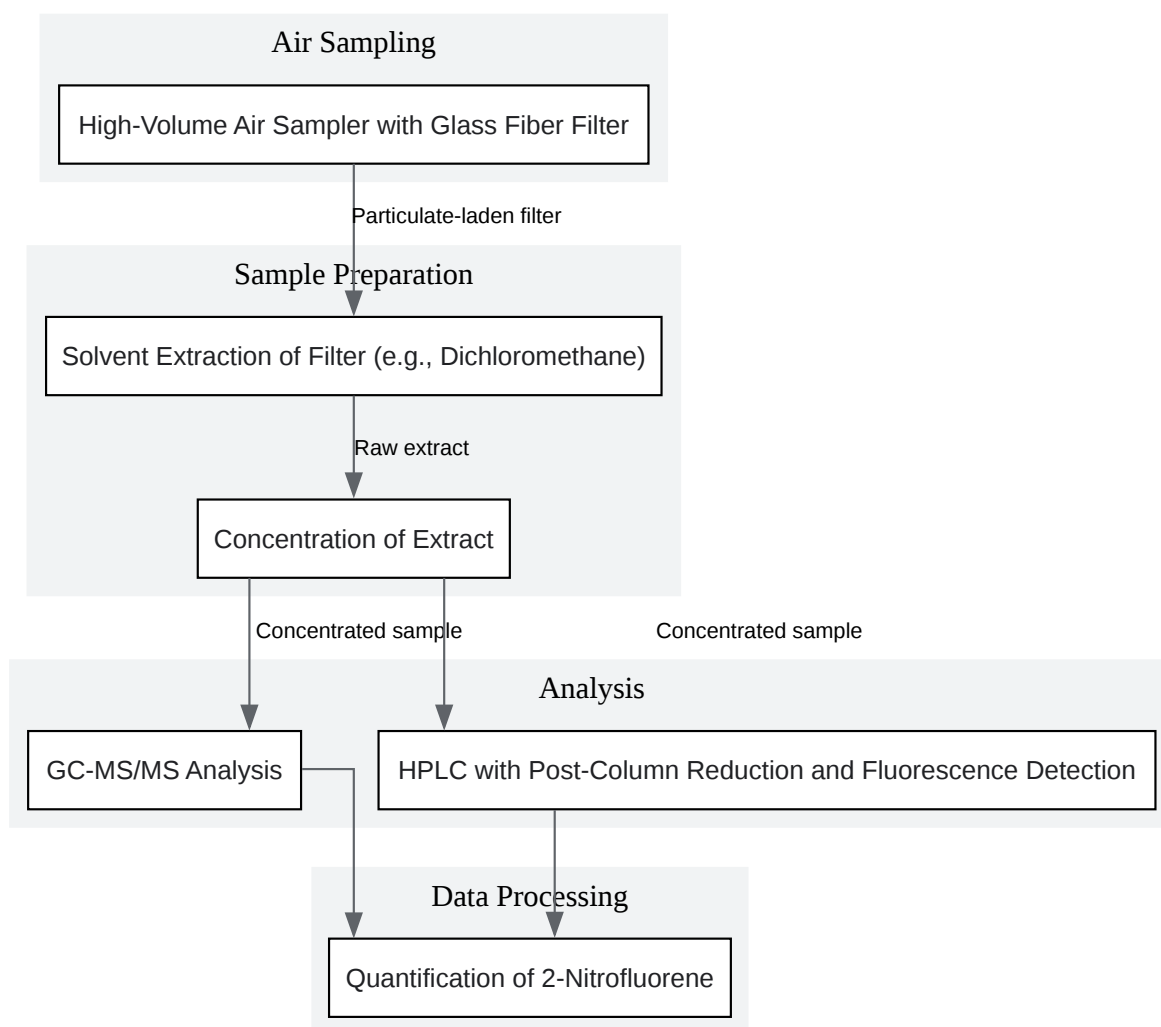 Air Sampling
High-Volume Air Sampler with Glass Fiber Filter
Particulate-laden filter
Sample Preparation
Solvent Extraction of Filter (e.g., Dichloromethane)
Raw extract
Concentration of Extract
Concentrated sample
Concentrated sample
Analysis
GC-MS/MS Analysis
HPLC with Post-Column Reduction and Fluorescence Detection
Data Processing
Quantification of 2-Nitrofluorene